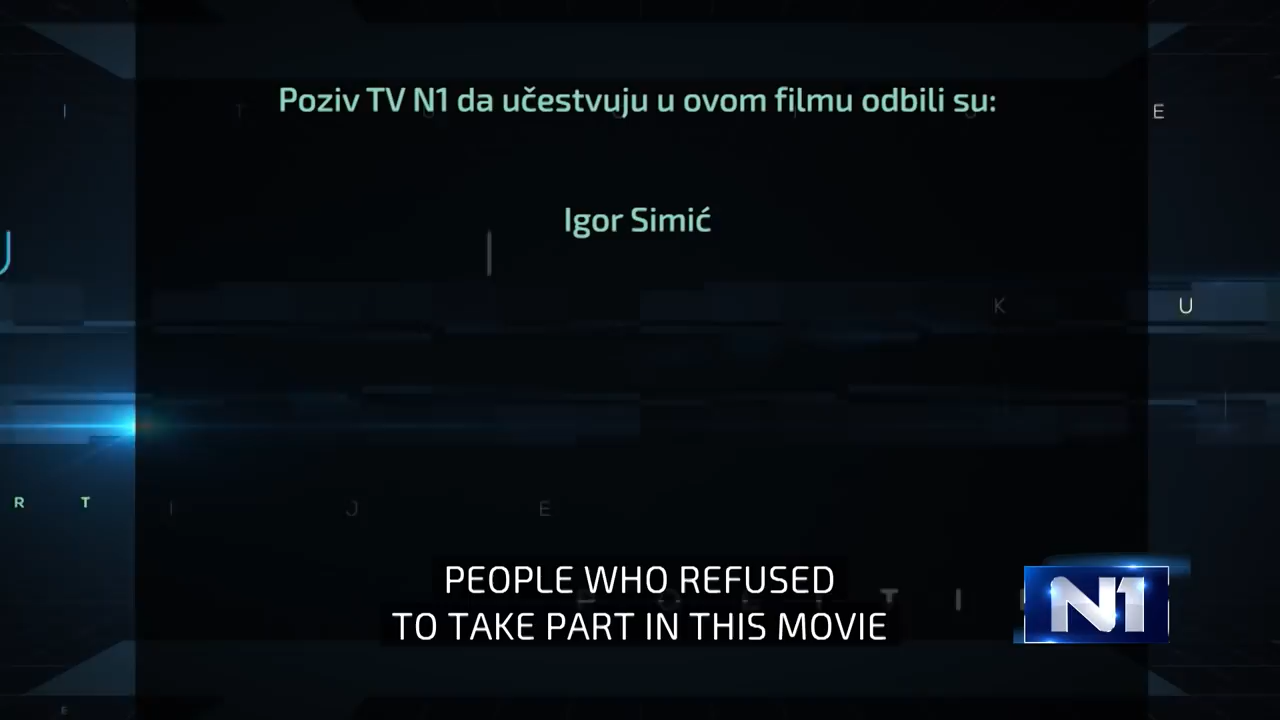 Poziv TV N1 da učestvuju u ovom filmu odbili su:
Igor Simić
E
K U
R T I J E
PEOPLE WHO REFUSED
TO TAKE PART IN THIS MOVIE
N1